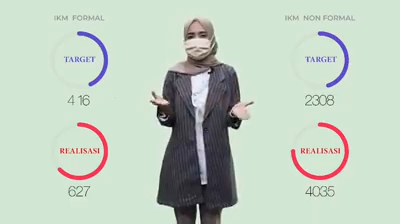 IKM FORMAL
TARGET
416
REALISASI
627
IKM NON FORMAL
TARGET
2308
REALISASI
4035